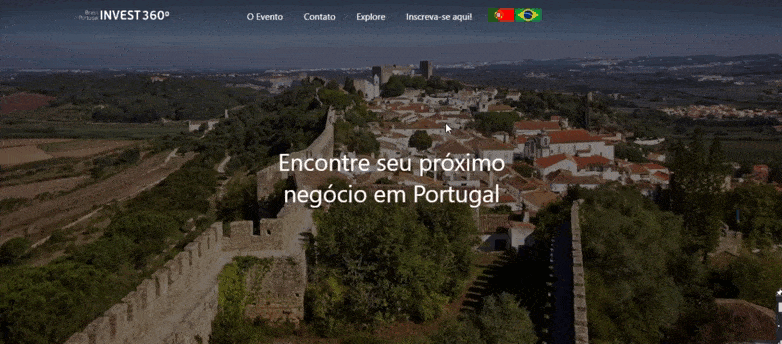 Brasil
Portugal INVEST360º
O Evento
Contato
Explore
Inscreva-se aqui!
Encontre seu próximo
negócio em Portugal